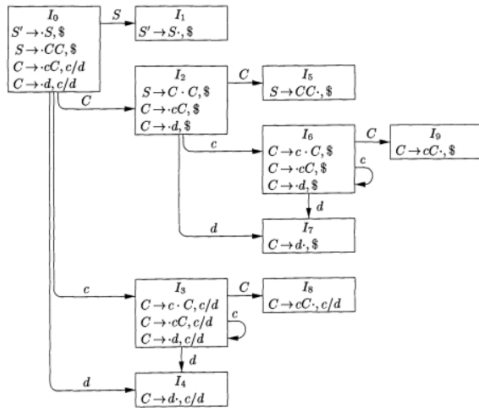 I₀
S′ → ·S, $
S → ·CC, $
C → ·cC, c/d
C → ·d, c/d
S
I₁
S′ → S·, $
C
I₂
S → C · C, $
C → ·cC, $
C → ·d, $
C
I₅
S → CC·, $
c
I₆
C → c · C, $
C → ·cC, $
C → ·d, $
C
I₉
C → cC·, $
c
d
d
I₇
C → d·, $
c
I₃
C → c · C, c/d
C → ·cC, c/d
C → ·d, c/d
C
I₈
C → cC·, c/d
c
d
d
I₄
C → d·, c/d